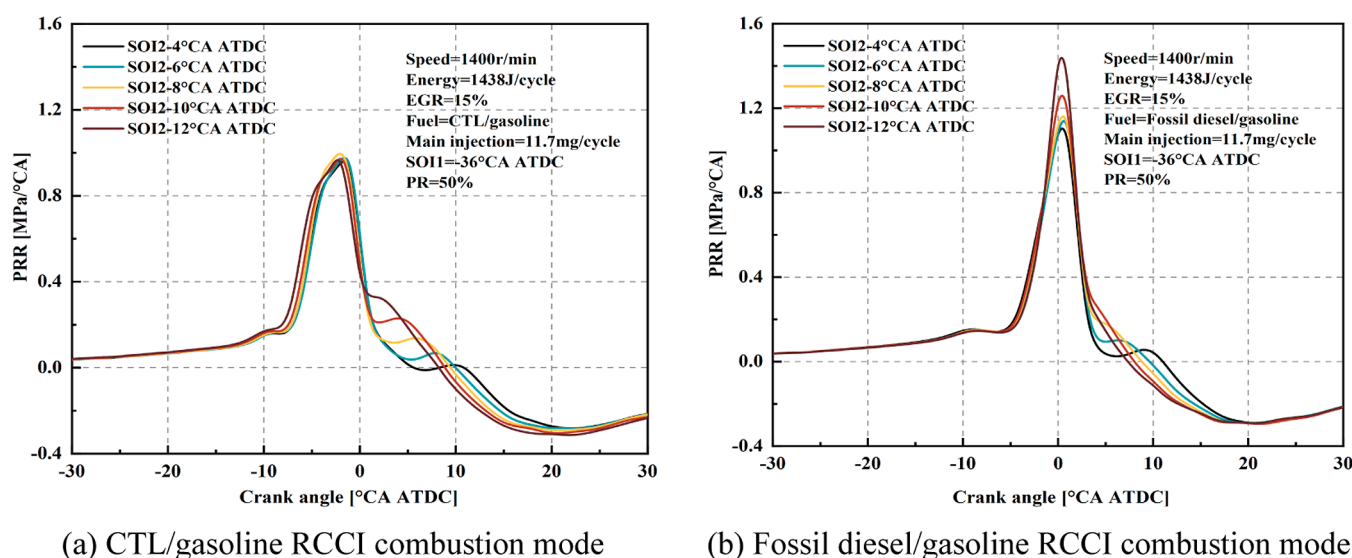 1.6
1.2
0.8
0.4
0.0
-0.4
PRR [MPa/°CA]
SOI2-4°CA ATDC
SOI2-6°CA ATDC
SOI2-8°CA ATDC
SOI2-10°CA ATDC
SOI2-12°CA ATDC
Speed=1400r/min
Energy=1438J/cycle
EGR=15%
Fuel=CTL/gasoline
Main injection=11.7mg/cycle
SOI1=-36°CA ATDC
PR=50%
-30 -20 -10 0 10 20 30
Crank angle [°CA ATDC]
(a) CTL/gasoline RCCI combustion mode
1.6
1.2
0.8
0.4
0.0
-0.4
PRR [MPa/°CA]
SOI2-4°CA ATDC
SOI2-6°CA ATDC
SOI2-8°CA ATDC
SOI2-10°CA ATDC
SOI2-12°CA ATDC
Speed=1400r/min
Energy=1438J/cycle
EGR=15%
Fuel=Fossil diesel/gasoline
Main injection=11.7mg/cycle
SOI1=-36°CA ATDC
PR=50%
-30 -20 -10 0 10 20 30
Crank angle [°CA ATDC]
(b) Fossil diesel/gasoline RCCI combustion mode